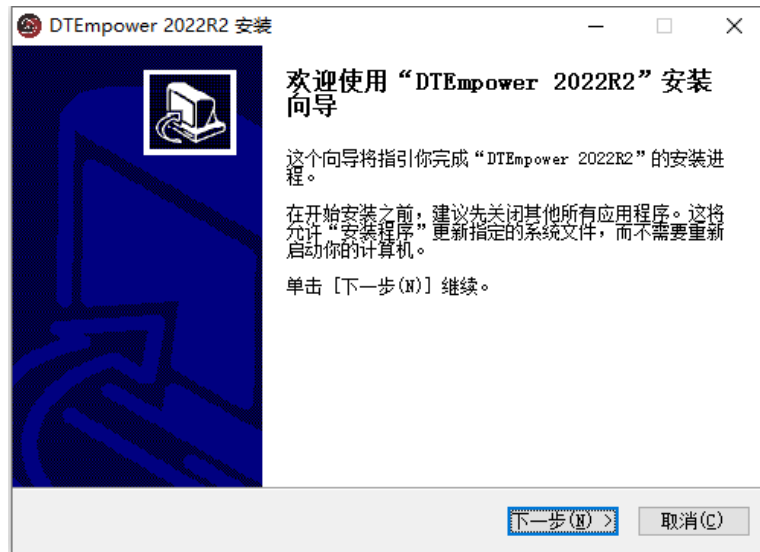 DTEmpower 2022R2 安装
欢迎使用“DTEmpower 2022R2”安装
向导
这个向导将指引你完成“DTEmpower 2022R2”的安装进
程。
在开始安装之前，建议先关闭其他所有应用程序。这将
允许“安装程序”更新指定的系统文件，而不需要重新
启动你的计算机。
单击 [下一步(N)] 继续。
下一步(N) >
取消(C)